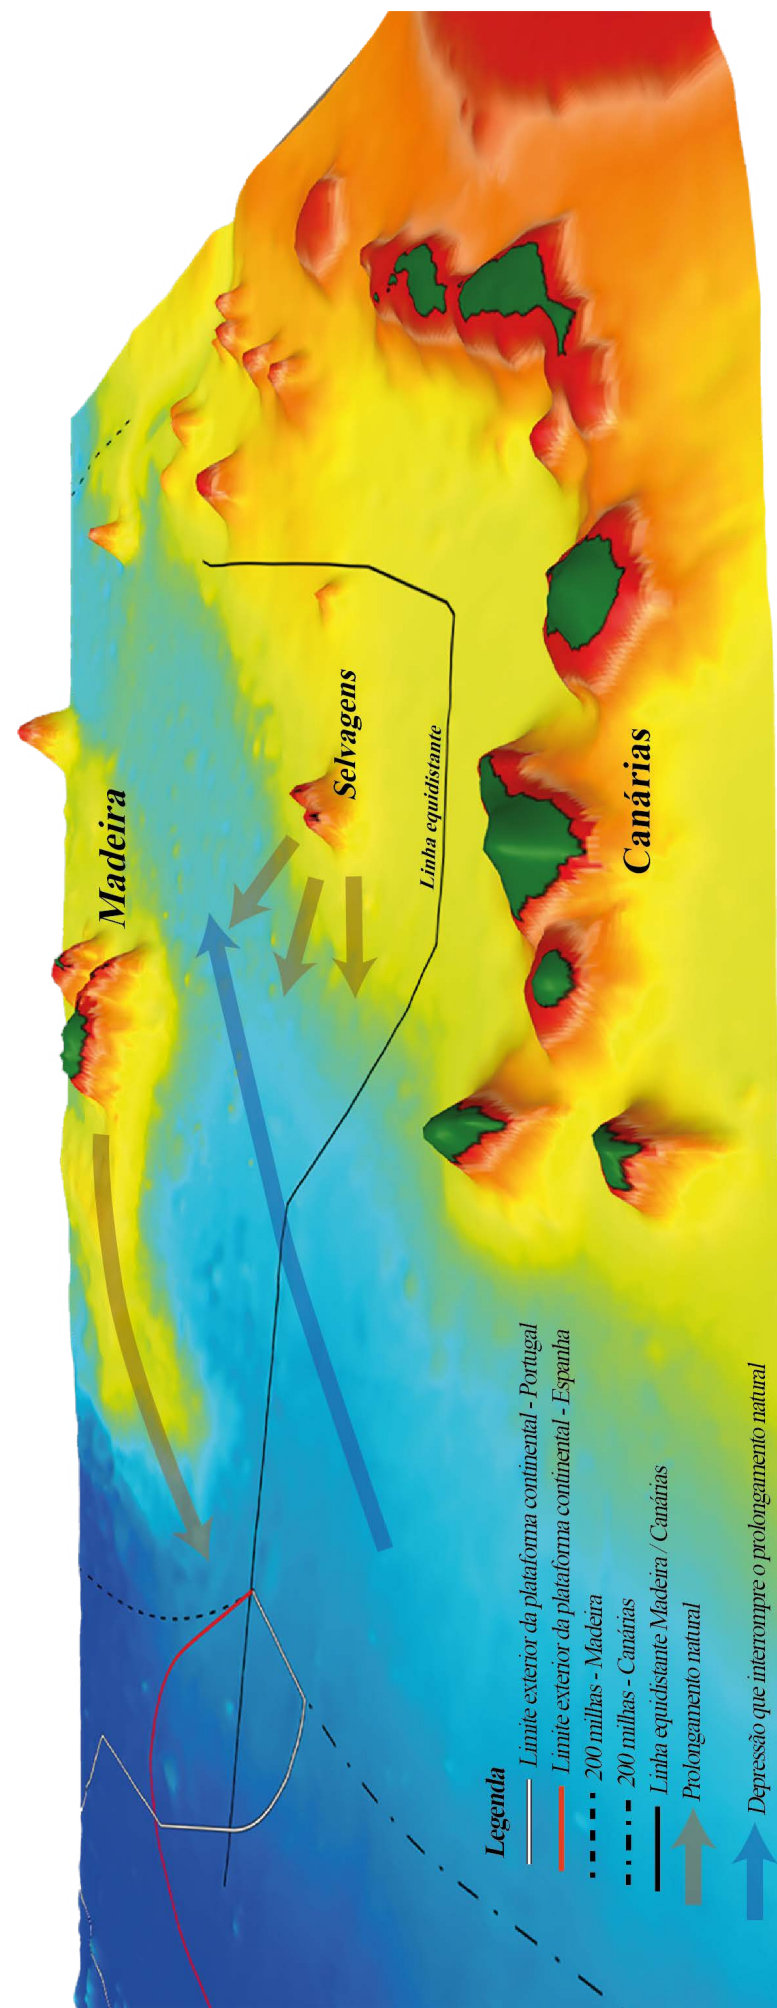 Madeira
Selvagens
Linha equidistante
Canárias
Legenda
Limite exterior da plataforma continental - Portugal
Limite exterior da plataforma continental - Espanha
200 milhas - Madeira
200 milhas - Canárias
Linha equidistante Madeira / Canárias
Prolongamento natural
Depressão que interrompe o prolongamento natural